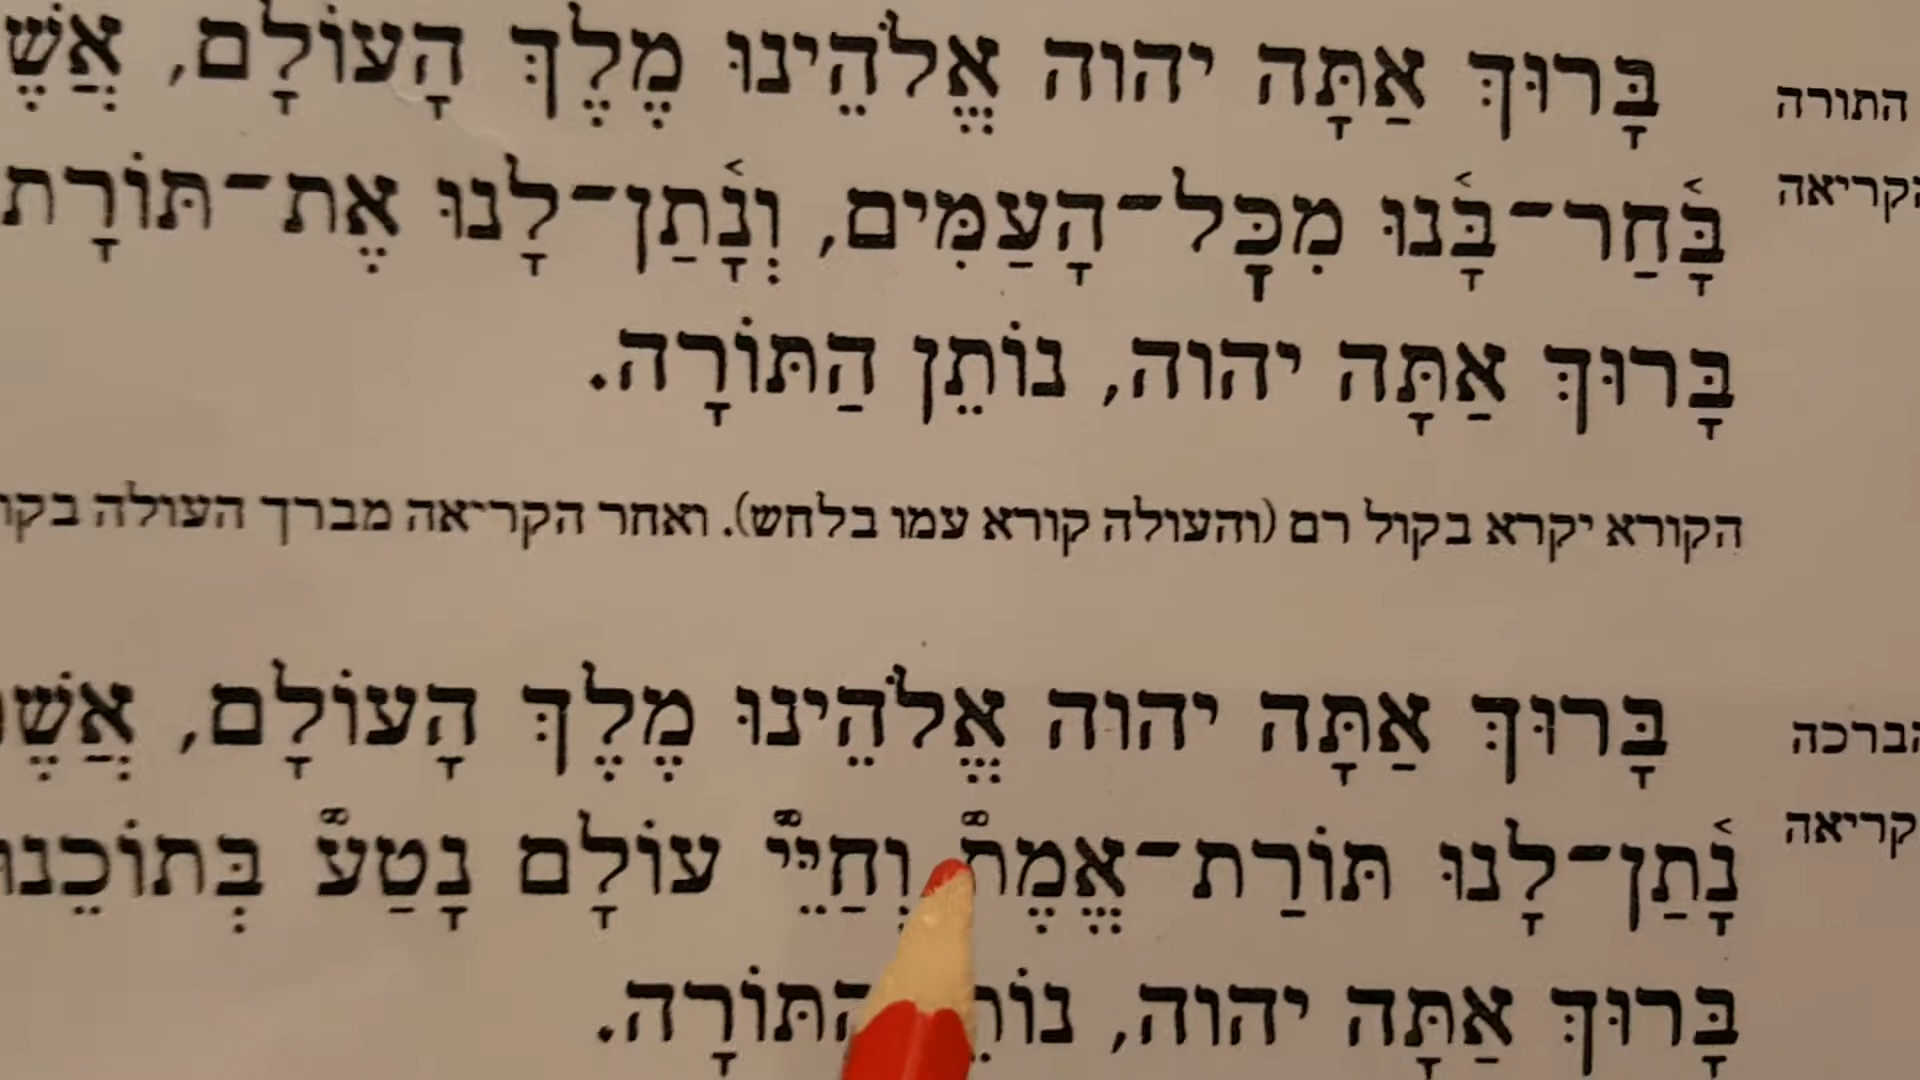 בָּרוּךְ אַתָּה יהוה אֱלֹהֵינוּ מֶלֶךְ הָעוֹלָם, אֲשֶׁ
התורה
בָּ֫חַר־בָּ֫נוּ מִכׇּל־הָעַמִּים, וְנָ֫תַן־לָנוּ אֶת־תּוֹרָת
הקריאה
בָּרוּךְ אַתָּה יהוה, נוֹתֵן הַתּוֹרָה.
הקורא יקרא בקול רם (והעולה קורא עמו בלחש). ואחר הקריאה מברך העולה בקו
בָּרוּךְ אַתָּה יהוה אֱלֹהֵינוּ מֶלֶךְ הָעוֹלָם, אֲשֶׁ
הברכה
נָ֫תַן־לָנוּ תּוֹרַת־אֱמֶת֯ וְחַיֵּי֯ עוֹלָם נָטַע֯ בְּתוֹכֵנוּ
קריאה
בָּרוּךְ אַתָּה יהוה, נוֹתֵ הַתּוֹרָה.